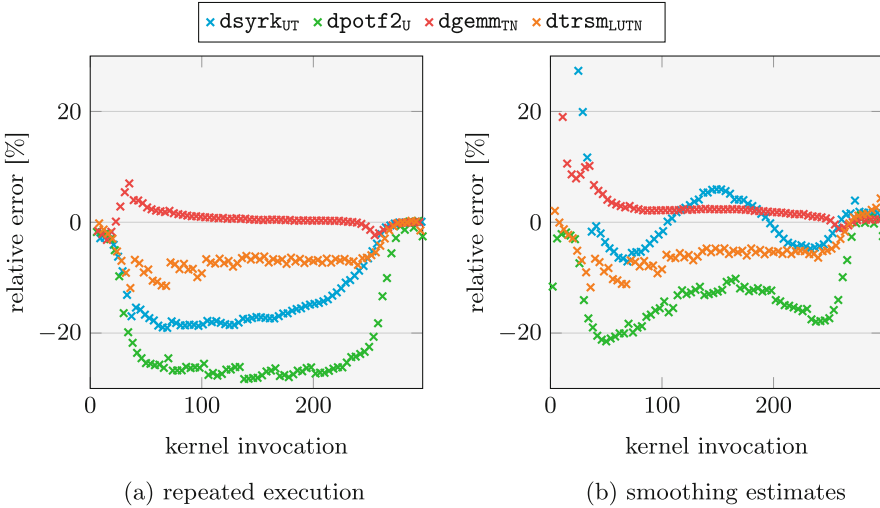 dsyrkUT dpotf2U dgemmTN dtrsmLUTN
relative error [%]
20
0
−20
0 100 200
kernel invocation
(a) repeated execution
relative error [%]
20
0
−20
0 100 200
kernel invocation
(b) smoothing estimates